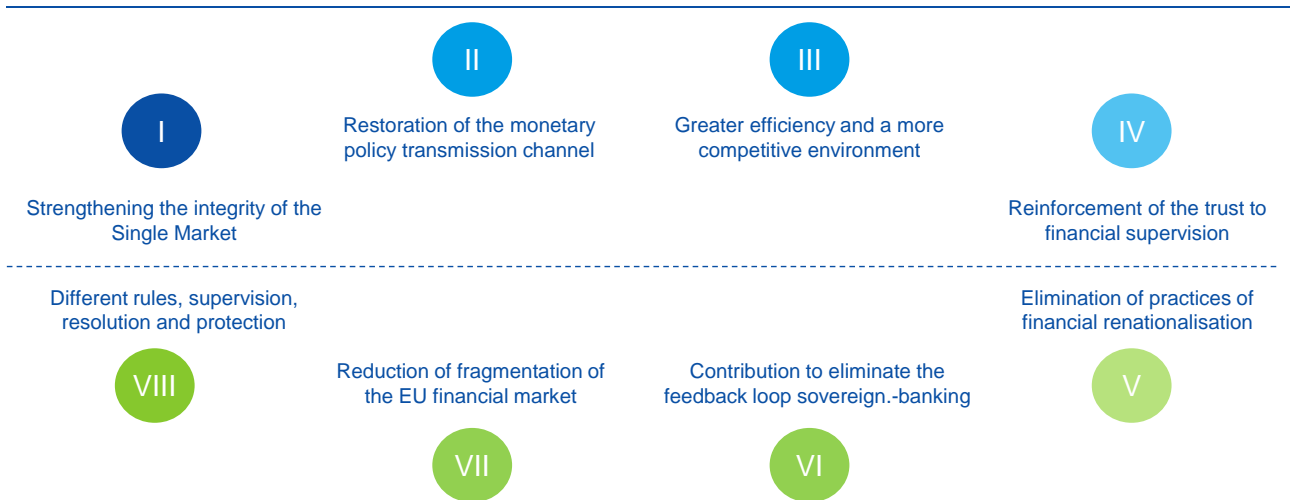 II
III
I
IV
Restoration of the monetary
policy transmission channel
Greater efficiency and a more
competitive environment
Strengthening the integrity of the
Single Market
Reinforcement of the trust to
financial supervision
Different rules, supervision,
resolution and protection
Elimination of practices of
financial renationalisation
VIII
Reduction of fragmentation of
the EU financial market
Contribution to eliminate the
feedback loop sovereign.-banking
V
VII
VI